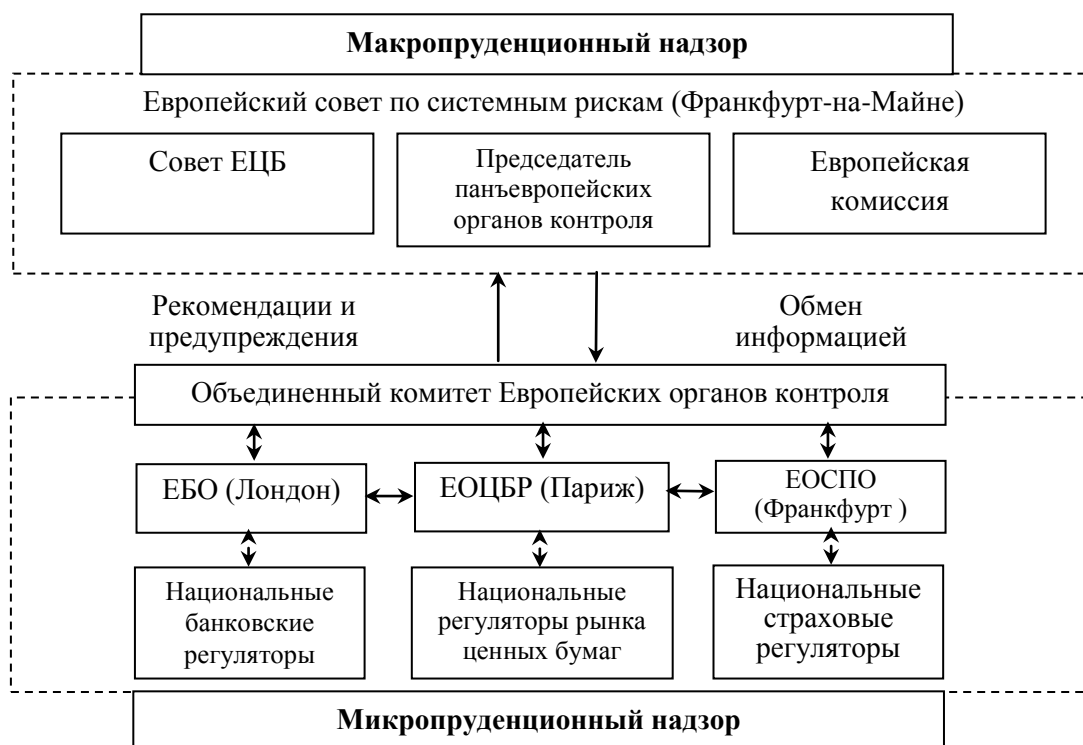 Макропруденционный надзор
Европейский совет по системным рискам (Франкфурт-на-Майне)
Совет ЕЦБ
Председатель
панъевропейских
органов контроля
Европейская
комиссия
Рекомендации и
предупреждения
Обмен
информацией
Объединенный комитет Европейских органов контроля
ЕБО (Лондон)
ЕОЦБР (Париж)
ЕОСПО
(Франкфурт )
Национальные
банковские
регуляторы
Национальные
регуляторы рынка
ценных бумаг
Национальные
страховые
регуляторы
Микропруденционный надзор